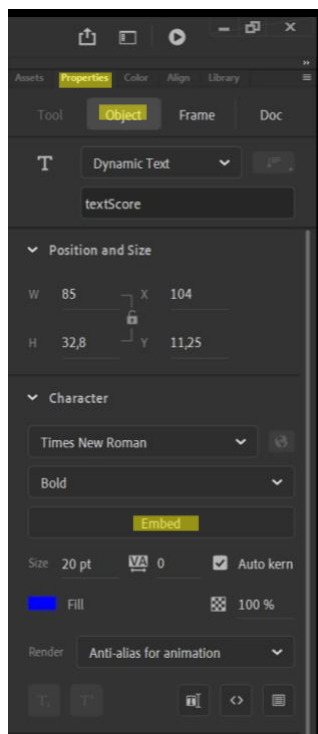 Assets Properties Color Align Library
Tool Object Frame Doc
T Dynamic Text
textScore
Position and Size
W 85 X 104
H 32,8 Y 11,25
Character
Times New Roman
Bold
Embed
Size 20 pt VA 0 Auto kern
Fill 100 %
Render Anti-alias for animation